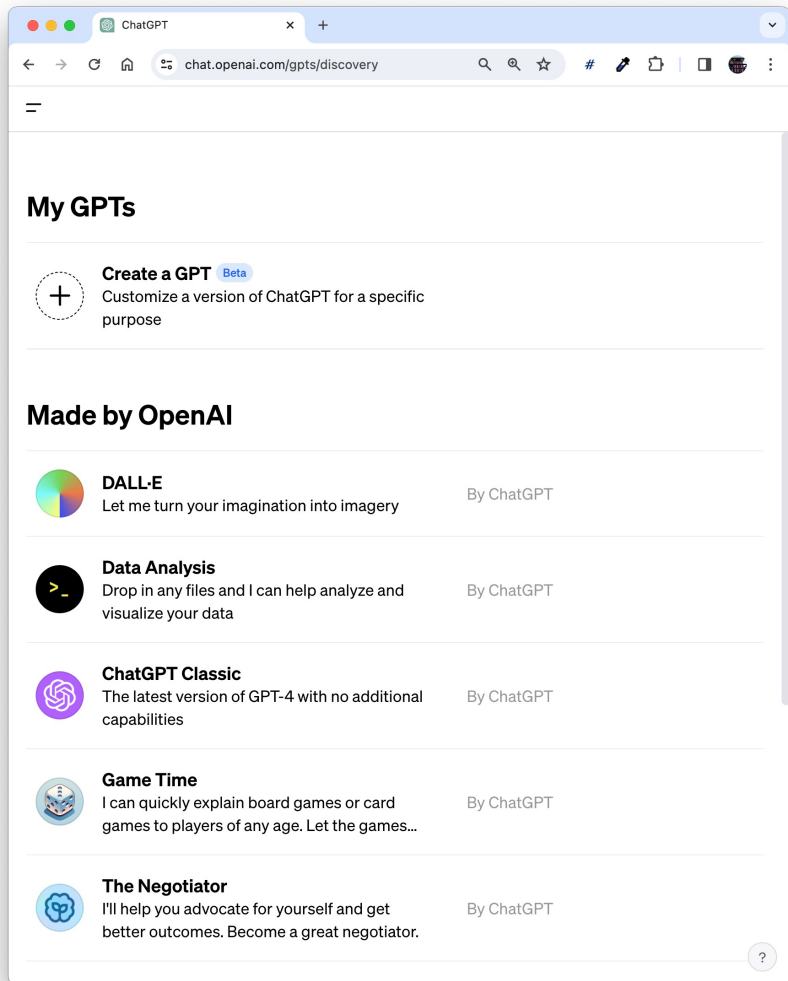 ChatGPT
chat.openai.com/gpts/discovery
My GPTs
Create a GPT Beta
Customize a version of ChatGPT for a specific
purpose
Made by OpenAI
DALL·E
Let me turn your imagination into imagery
By ChatGPT
Data Analysis
Drop in any files and I can help analyze and
visualize your data
By ChatGPT
ChatGPT Classic
The latest version of GPT-4 with no additional
capabilities
By ChatGPT
Game Time
I can quickly explain board games or card
games to players of any age. Let the games...
By ChatGPT
The Negotiator
I'll help you advocate for yourself and get
better outcomes. Become a great negotiator.
By ChatGPT
?